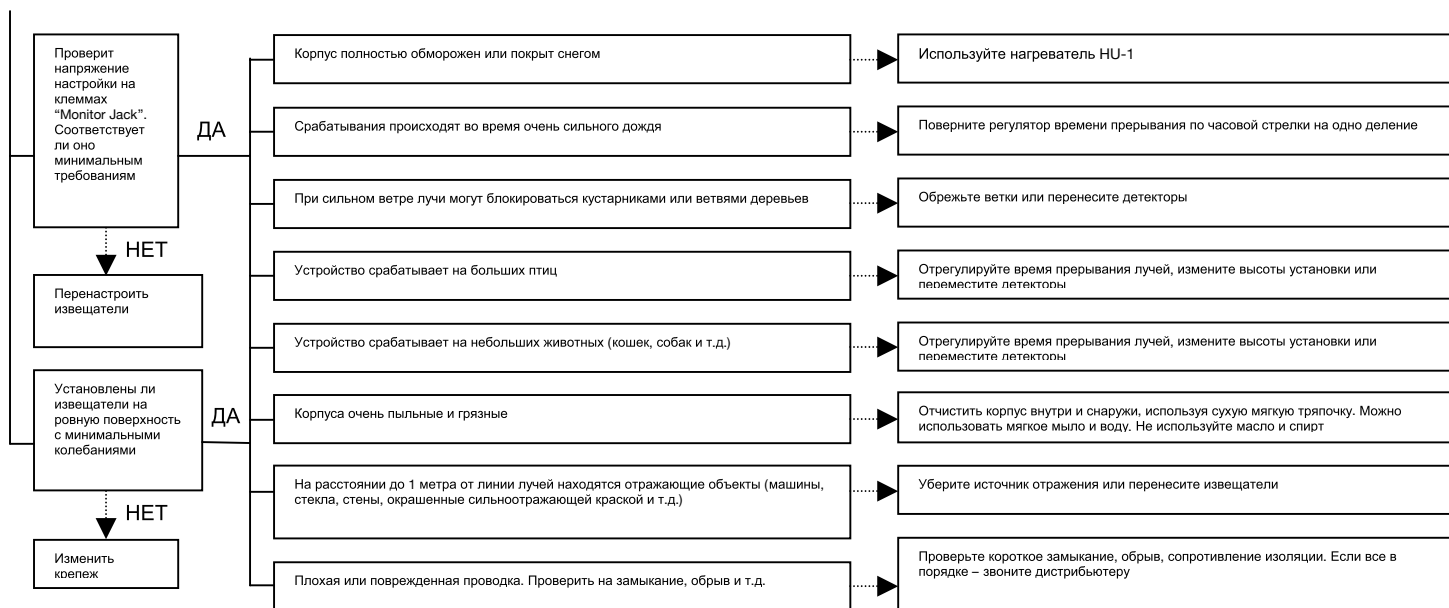 Проверит
напряжение
настройки на
клеммах
“Monitor Jack”.
Соответствует
ли оно
минимальным
требованиям
ДА
НЕТ
Перенастроить
извещатели
Установлены ли
извещатели на
ровную поверхность
с минимальными
колебаниями
ДА
НЕТ
Изменить
крепеж
Корпус полностью обморожен или покрыт снегом
Используйте нагреватель HU-1
Срабатывания происходят во время очень сильного дождя
Поверните регулятор времени прерывания по часовой стрелки на одно деление
При сильном ветре лучи могут блокироваться кустарниками или ветвями деревьев
Обрежьте ветки или перенесите детекторы
Устройство срабатывает на больших птиц
Отрегулируйте время прерывания лучей, измените высоты установки или
переместите детекторы
Устройство срабатывает на небольших животных (кошек, собак и т.д.)
Отрегулируйте время прерывания лучей, измените высоты установки или
переместите детекторы
Корпуса очень пыльные и грязные
Отчистить корпус внутри и снаружи, используя сухую мягкую тряпочку. Можно
использовать мягкое мыло и воду. Не используйте масло и спирт
На расстоянии до 1 метра от линии лучей находятся отражающие объекты (машины,
стекла, стены, окрашенные сильноотражающей краской и т.д.)
Уберите источник отражения или перенесите извещатели
Плохая или поврежденная проводка. Проверить на замыкание, обрыв и т.д.
Проверьте короткое замыкание, обрыв, сопротивление изоляции. Если все в
порядке – звоните дистрибьютеру